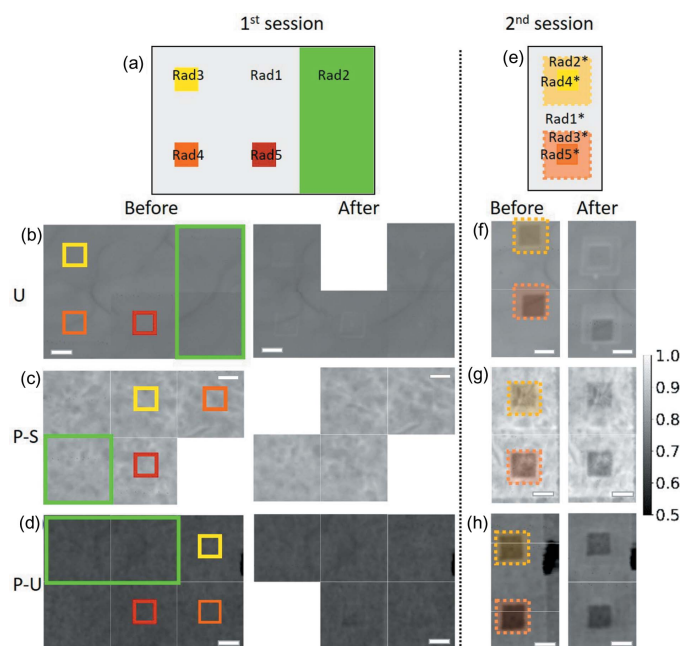 1st session
2nd session
(a)
Rad3
Rad1
Rad2
Rad4
Rad5
(e)
Rad2*
Rad4*
Rad1*
Rad3*
Rad5*
Before
After
Before
After
(b)
U
(f)
(c)
P-S
(g)
1.0
0.9
0.8
0.7
0.6
0.5
(d)
P-U
(h)